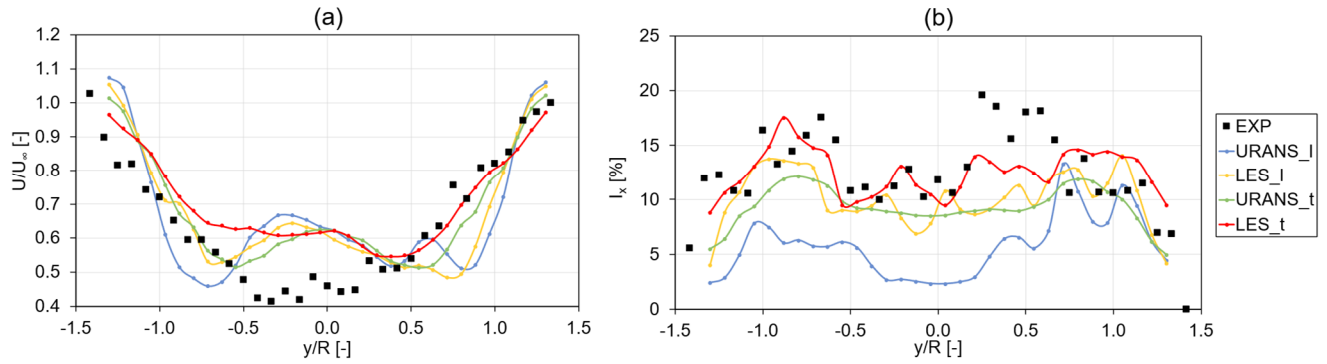 (a)
(b)
1.2
1.1
1.0
0.9
0.8
0.7
0.6
0.5
0.4
U/U∞ [-]
-1.5 -1.0 -0.5 0.0 0.5 1.0 1.5
y/R [-]
25
20
15
10
5
0
Ix [%]
-1.5 -1.0 -0.5 0.0 0.5 1.0 1.5
y/R [-]
EXP
URANS_l
LES_l
URANS_t
LES_t